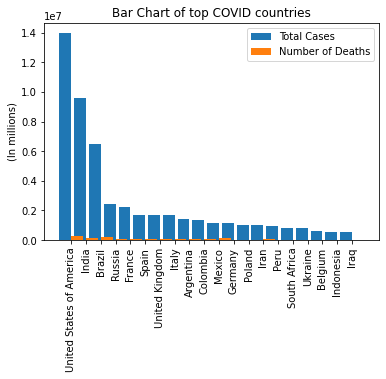 Bar Chart of top COVID countries
1e7
Total Cases
Number of Deaths
(In millions)
1.4
1.2
1.0
0.8
0.6
0.4
0.2
0.0
United States of America
India
Brazil
Russia
France
Spain
United Kingdom
Italy
Argentina
Colombia
Mexico
Germany
Poland
Iran
Peru
South Africa
Ukraine
Belgium
Indonesia
Iraq